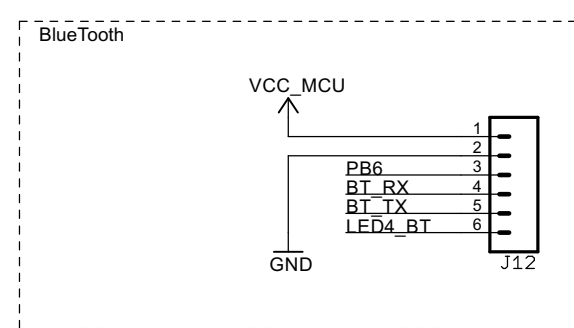 BlueTooth
VCC_MCU
1
2
PB6 3
BT_RX 4
BT_TX 5
LED4_BT 6
GND
J12